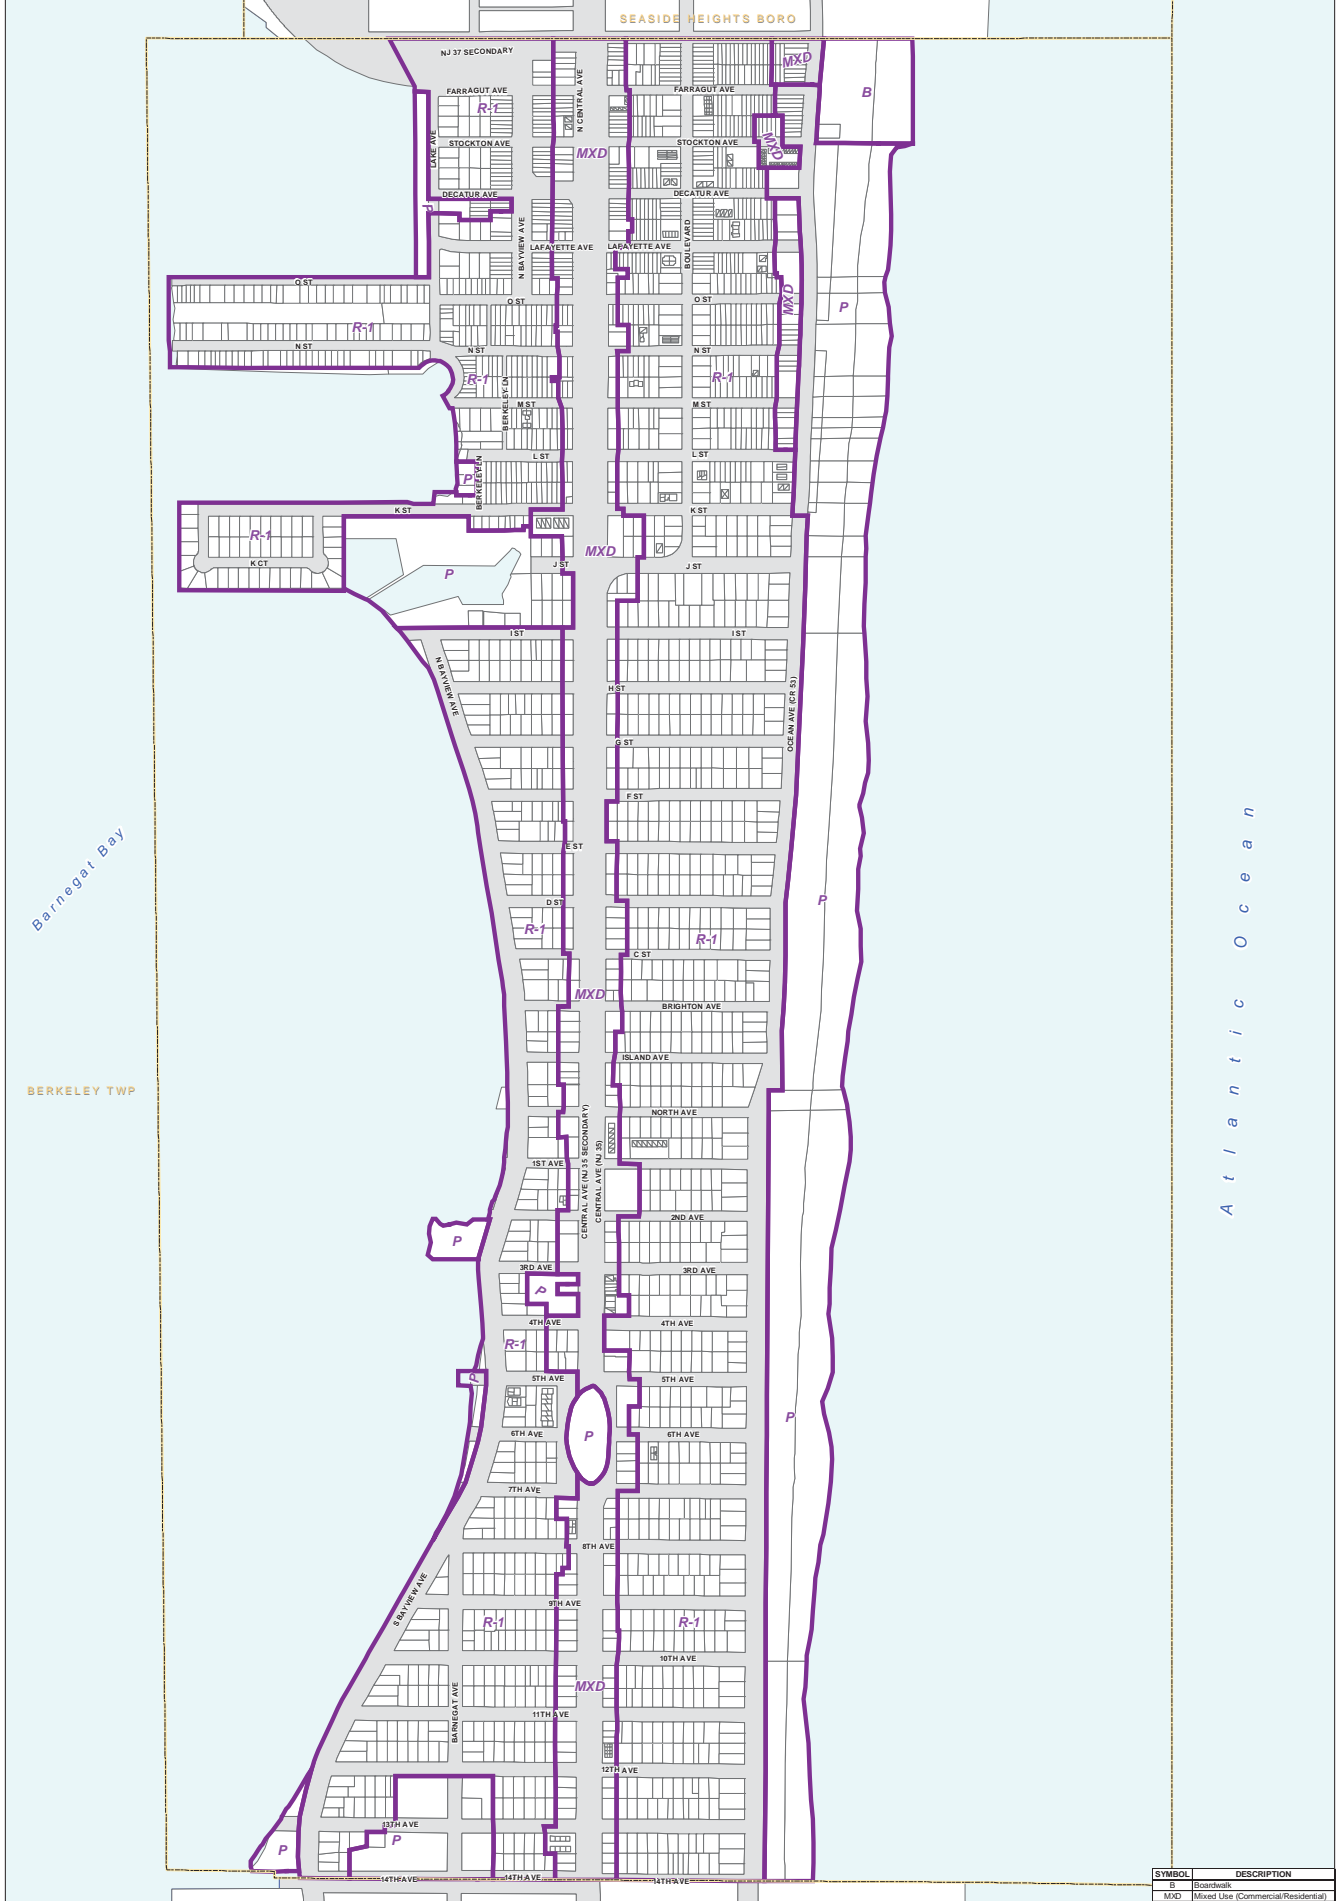 SEASIDE HEIGHTS BORO
NJ 37 SECONDARY
MXD
B
FARRAGUT AVE
FARRAGUT AVE
R-1
N CENTRAL AVE
LAKE AVE
STOCKTON AVE
STOCKTON AVE
MXD
MXD
DECATUR AVE
DECATUR AVE
P
N BAYVIEW AVE
BOULEVARD
LAFAYETTE AVE
LAFAYETTE AVE
O ST
O ST
O ST
MXD
P
R-1
N ST
N ST
N ST
R-1
R-1
BERKELEY LN
M ST
M ST
L ST
L ST
P
BERKELEY LN
K ST
K ST
R-1
K CT
MXD
J ST
J ST
P
I ST
I ST
N BAYVIEW AVE
H ST
OCEAN AVE (CR 53)
G ST
F ST
E ST
Barnegat Bay
Atlantic Ocean
D ST
P
R-1
R-1
C ST
MXD
BRIGHTON AVE
ISLAND AVE
BERKELEY TWP
NORTH AVE
CENTRAL AVE (NJ 35 SECONDARY)
CENTRAL AVE (NJ 35)
1ST AVE
2ND AVE
P
3RD AVE
3RD AVE
P
4TH AVE
4TH AVE
R-1
5TH AVE
5TH AVE
P
P
P
6TH AVE
6TH AVE
7TH AVE
8TH AVE
S BAYVIEW AVE
9TH AVE
R-1
R-1
10TH AVE
MXD
BARNEGAT AVE
11TH AVE
12TH AVE
13TH AVE
P
P
14TH AVE
14TH AVE
14TH AVE
SYMBOL DESCRIPTION
B Boardwalk
MXD Mixed Use (Commercial/Residential)